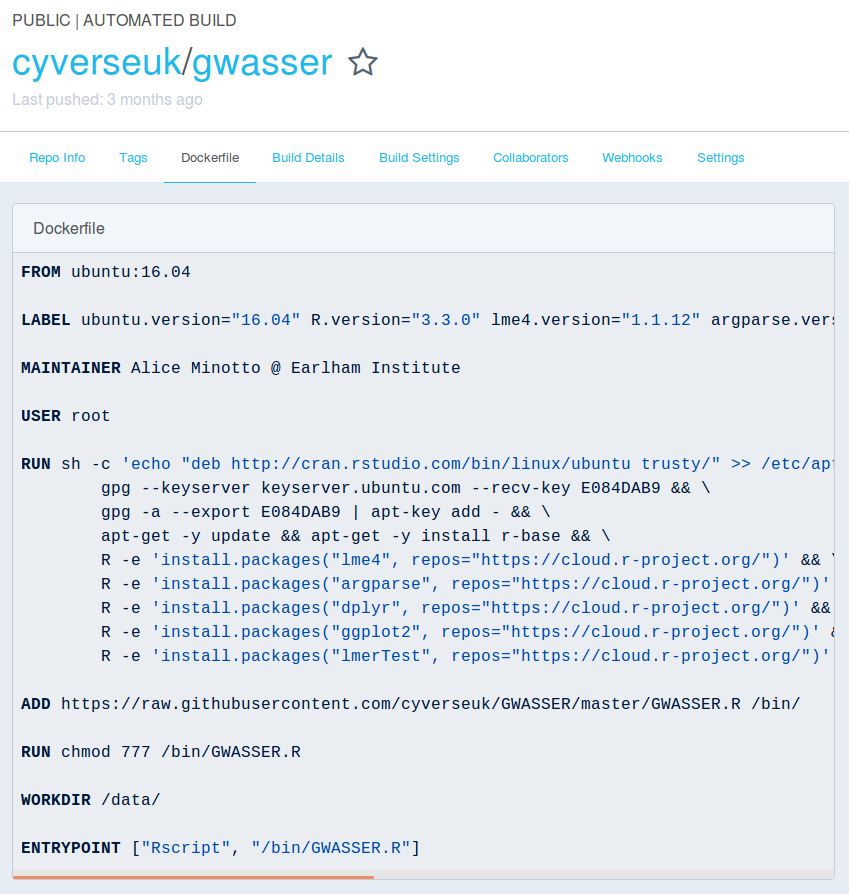 PUBLIC | AUTOMATED BUILD
cyverseuk/gwasser
Last pushed: 3 months ago
Repo Info Tags Dockerfile Build Details Build Settings Collaborators Webhooks Settings
Dockerfile
FROM ubuntu:16.04
LABEL ubuntu.version="16.04" R.version="3.3.0" lme4.version="1.1.12" argparse.vers
MAINTAINER Alice Minotto @ Earlham Institute
USER root
RUN sh -c 'echo "deb http://cran.rstudio.com/bin/linux/ubuntu trusty/" >> /etc/apt
gpg --keyserver keyserver.ubuntu.com --recv-key E084DAB9 && \
gpg -a --export E084DAB9 | apt-key add - && \
apt-get -y update && apt-get -y install r-base && \
R -e 'install.packages("lme4", repos="https://cloud.r-project.org/")' && \
R -e 'install.packages("argparse", repos="https://cloud.r-project.org/")'
R -e 'install.packages("dplyr", repos="https://cloud.r-project.org/")' &&
R -e 'install.packages("ggplot2", repos="https://cloud.r-project.org/")' &
R -e 'install.packages("lmerTest", repos="https://cloud.r-project.org/")'
ADD https://raw.githubusercontent.com/cyverseuk/GWASSER/master/GWASSER.R /bin/
RUN chmod 777 /bin/GWASSER.R
WORKDIR /data/
ENTRYPOINT ["Rscript", "/bin/GWASSER.R"]